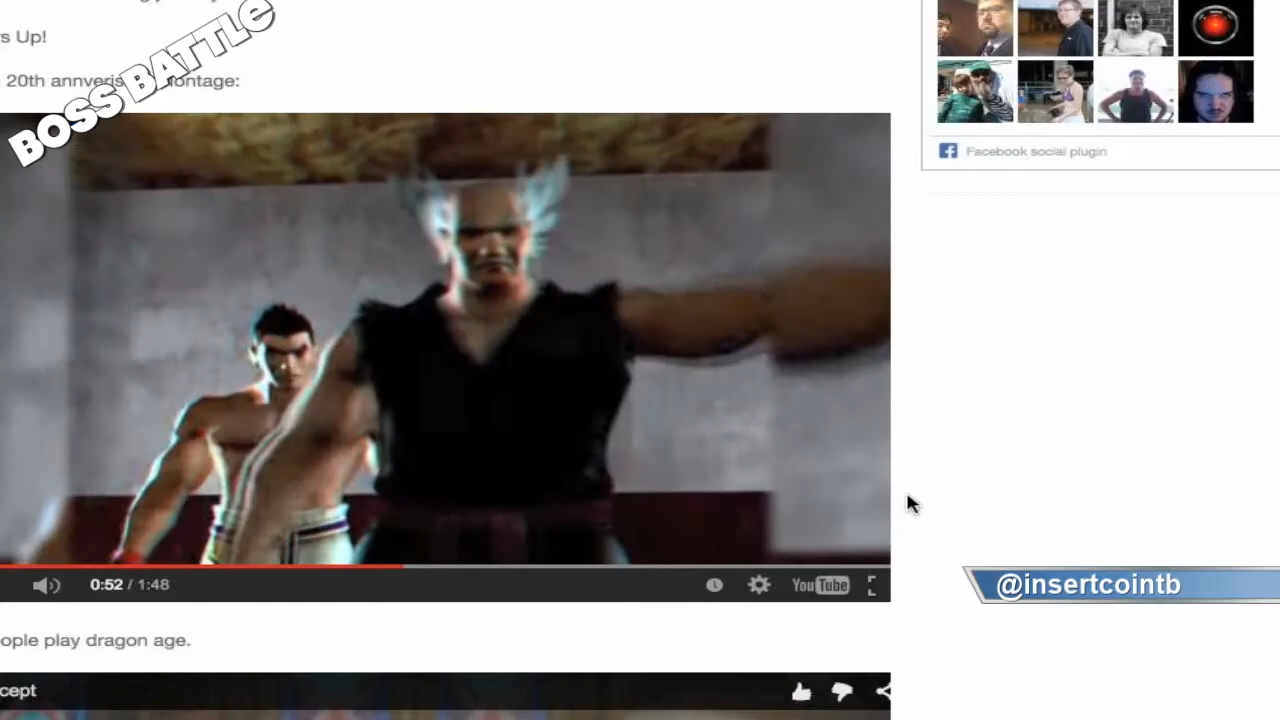 s Up!
BOSS BATTLE
20th annveris ontage:
Facebook social plugin
0:52 / 1:48
YouTube
@insertcointb
ople play dragon age.
cept